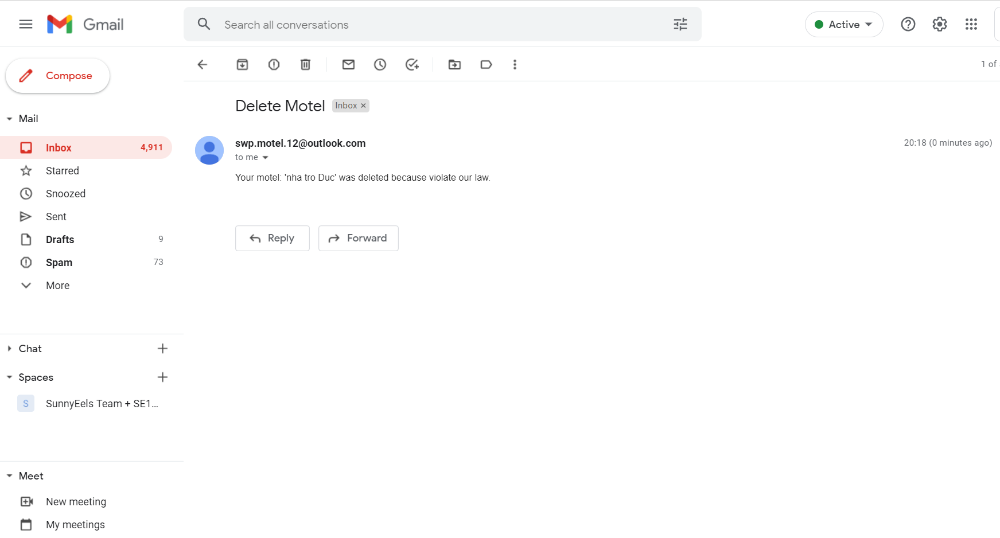 Gmail
Search all conversations
Active
Compose
1 of
Mail
Delete Motel Inbox ×
Inbox 4,911
swp.motel.12@outlook.com 20:18 (0 minutes ago)
to me
Starred
Your motel: 'nha tro Duc' was deleted because violate our law.
Snoozed
Sent
Drafts 9
Reply Forward
Spam 73
More
Chat
Spaces
S SunnyEels Team + SE1...
Meet
New meeting
My meetings